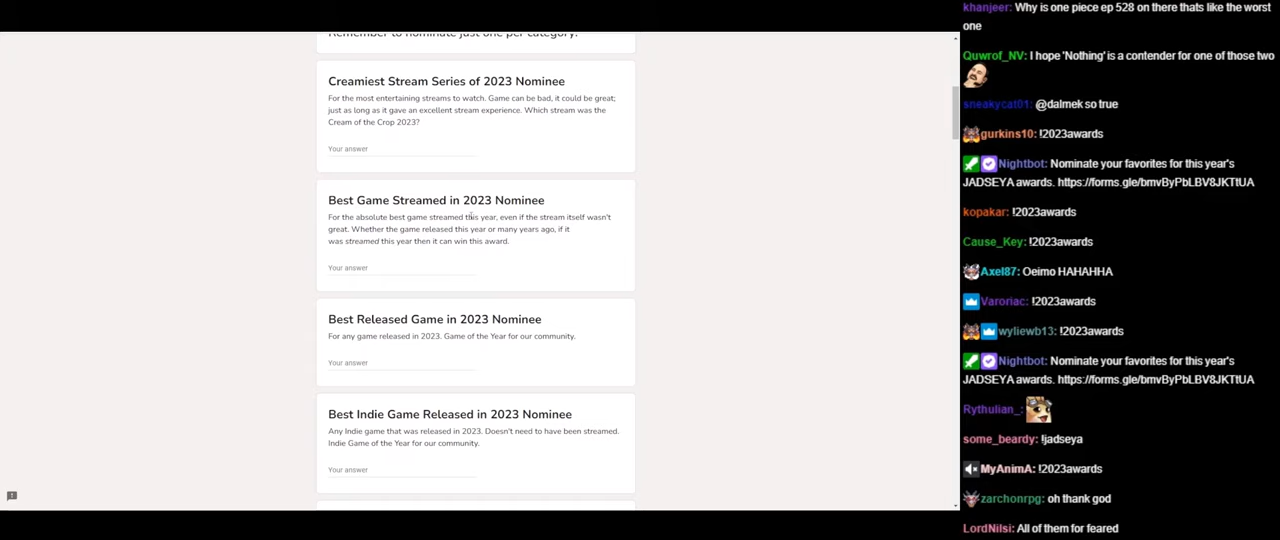 Remember to nominate just one per category!
Creamiest Stream Series of 2023 Nominee
For the most entertaining streams to watch. Game can be bad, it could be great;
just as long as it gave an excellent stream experience. Which stream was the
Cream of the Crop 2023?
Your answer
Best Game Streamed in 2023 Nominee
For the absolute best game streamed this year, even if the stream itself wasn't
great. Whether the game released this year or many years ago, if it
was streamed this year then it can win this award.
Your answer
Best Released Game in 2023 Nominee
For any game released in 2023. Game of the Year for our community.
Your answer
Best Indie Game Released in 2023 Nominee
Any Indie game that was released in 2023. Doesn't need to have been streamed.
Indie Game of the Year for our community.
Your answer
khanjeer: Why is one piece ep 528 on there thats like the worst
one
Quwrof_NV: I hope 'Nothing' is a contender for one of those two
sneakycat01: @dalmek so true
gurkins10: !2023awards
Nightbot: Nominate your favorites for this year's
JADSEYA awards. https://forms.gle/bmvByPbLBV8JKTtUA
kopakar: !2023awards
Cause_Key: !2023awards
Axel87: Oeimo HAHAHHA
Varoriac: !2023awards
wyliewb13: !2023awards
Nightbot: Nominate your favorites for this year's
JADSEYA awards. https://forms.gle/bmvByPbLBV8JKTtUA
Rythulian_:
some_beardy: !jadseya
MyAnimA: !2023awards
zarchonrpg: oh thank god
LordNilsi: All of them for feared